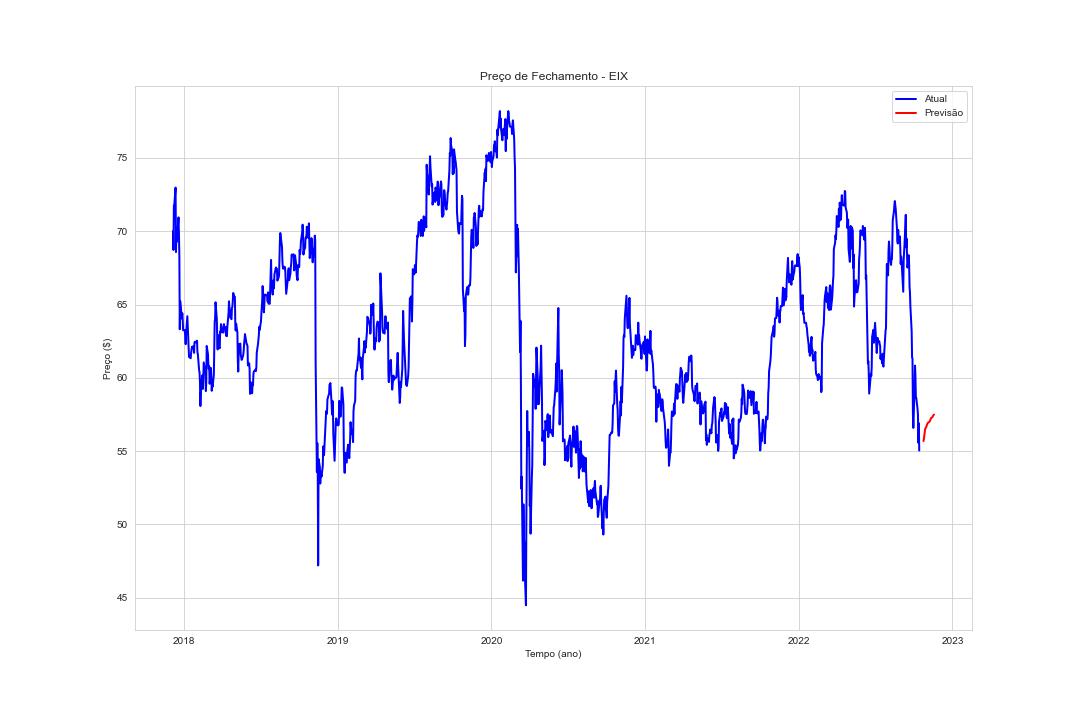 Preço de Fechamento - EIX
Atual
Previsão
Preço ($)
75
70
65
60
55
50
45
2018
2019
2020
2021
2022
2023
Tempo (ano)